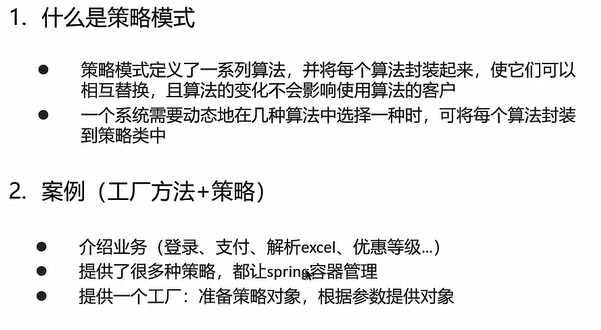 1. 什么是策略模式
● 策略模式定义了一系列算法，并将每个算法封装起来，使它们可以
相互替换，且算法的变化不会影响使用算法的客户
● 一个系统需要动态地在几种算法中选择一种时，可将每个算法封装
到策略类中
2. 案例（工厂方法+策略）
● 介绍业务（登录、支付、解析excel、优惠等级...）
● 提供了很多种策略，都让spring容器管理
● 提供一个工厂：准备策略对象，根据参数提供对象